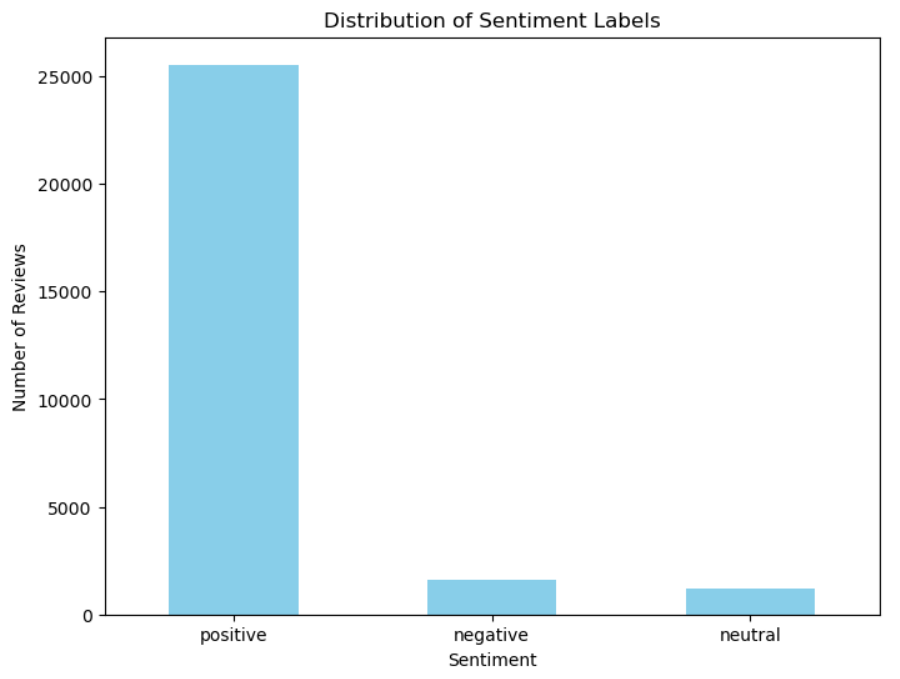 Distribution of Sentiment Labels
Number of Reviews
25000
20000
15000
10000
5000
0
positive negative neutral
Sentiment